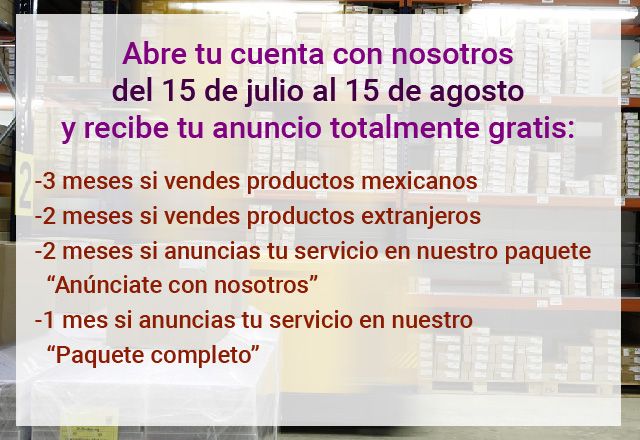 Abre tu cuenta con nosotros
del 15 de julio al 15 de agosto
y recibe tu anuncio totalmente gratis:
-3 meses si vendes productos mexicanos
-2 meses si vendes productos extranjeros
-2 meses si anuncias tu servicio en nuestro paquete
“Anúnciate con nosotros”
-1 mes si anuncias tu servicio en nuestro
“Paquete completo”
2